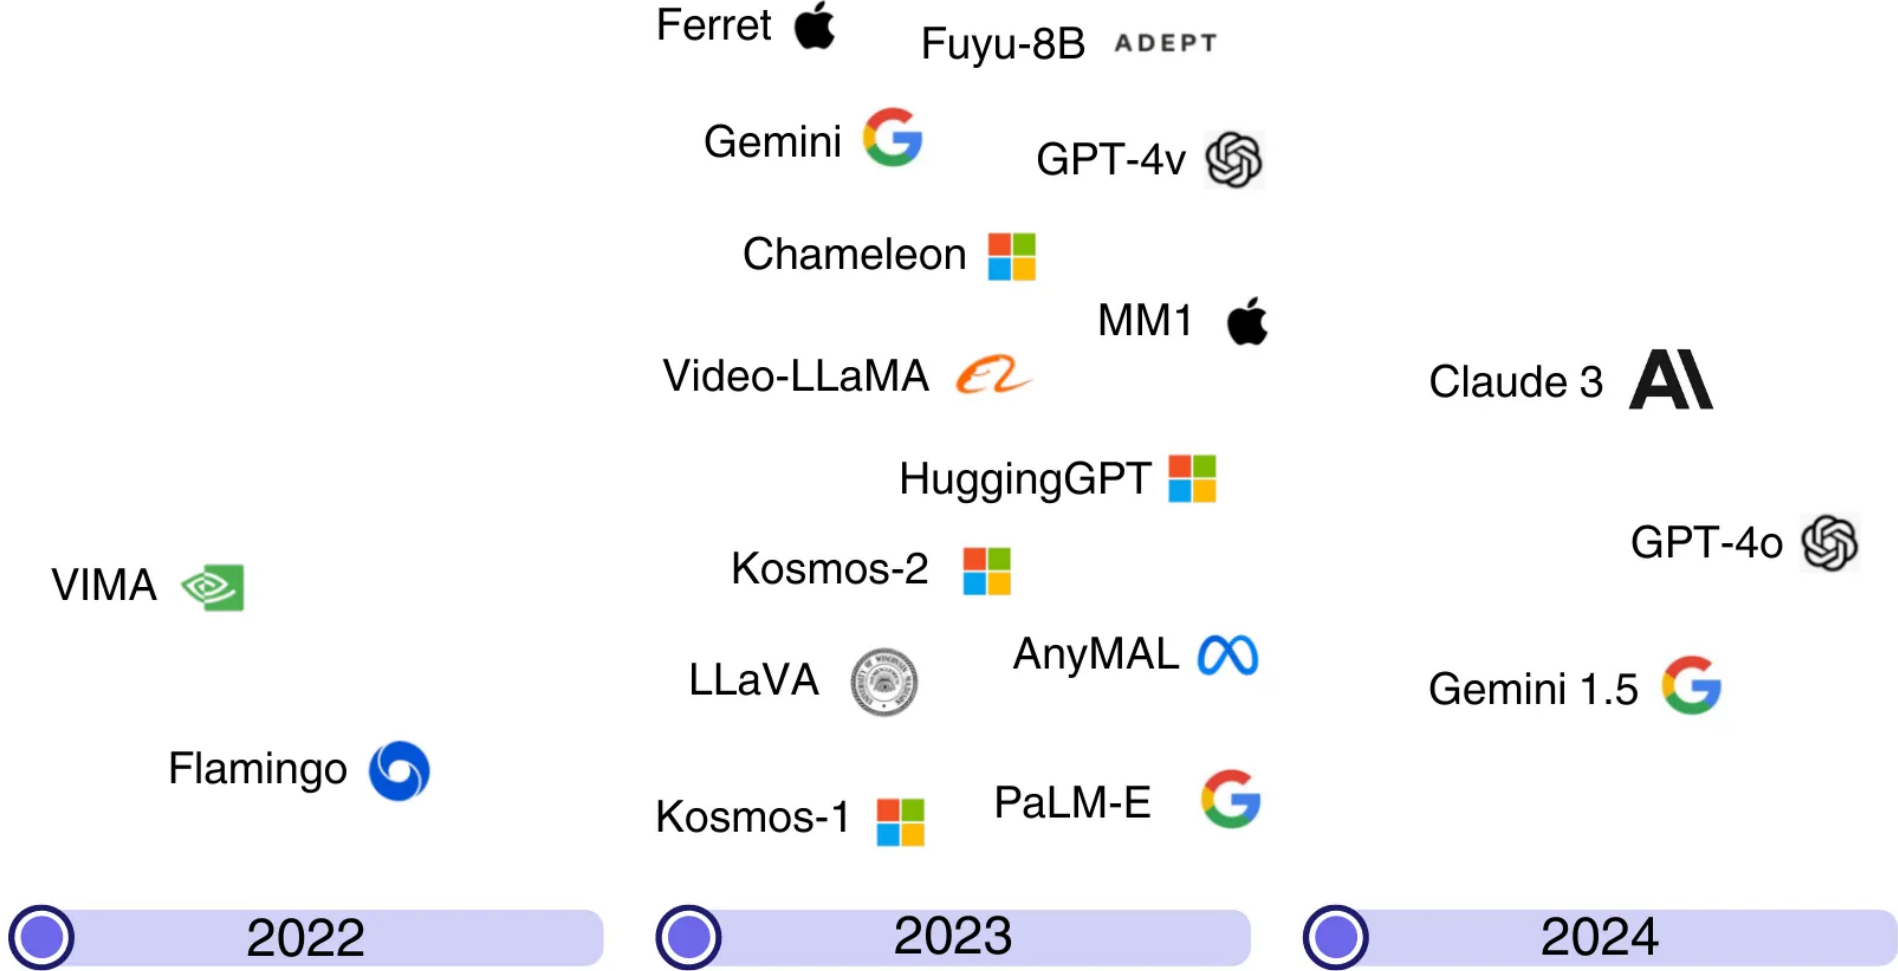 Ferret
Fuyu-8B ADEPT
Gemini
GPT-4v
Chameleon
MM1
Video-LLaMA
Claude 3 AI
HuggingGPT
GPT-4o
Kosmos-2
VIMA
AnyMAL
LLaVA
Gemini 1.5
Flamingo
PaLM-E
Kosmos-1
2022
2023
2024